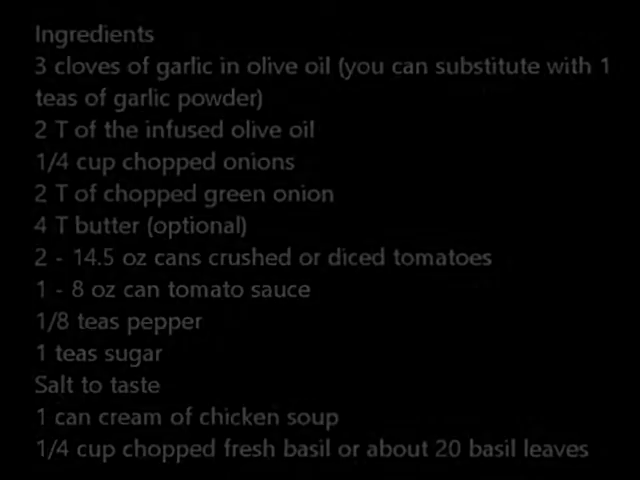 Ingredients
3 cloves of garlic in olive oil (you can substitute with 1
teas of garlic powder)
2 T of the infused olive oil
1/4 cup chopped onions
2 T of chopped green onion
4 T butter (optional)
2 - 14.5 oz cans crushed or diced tomatoes
1 - 8 oz can tomato sauce
1/8 teas pepper
1 teas sugar
Salt to taste
1 can cream of chicken soup
1/4 cup chopped fresh basil or about 20 basil leaves